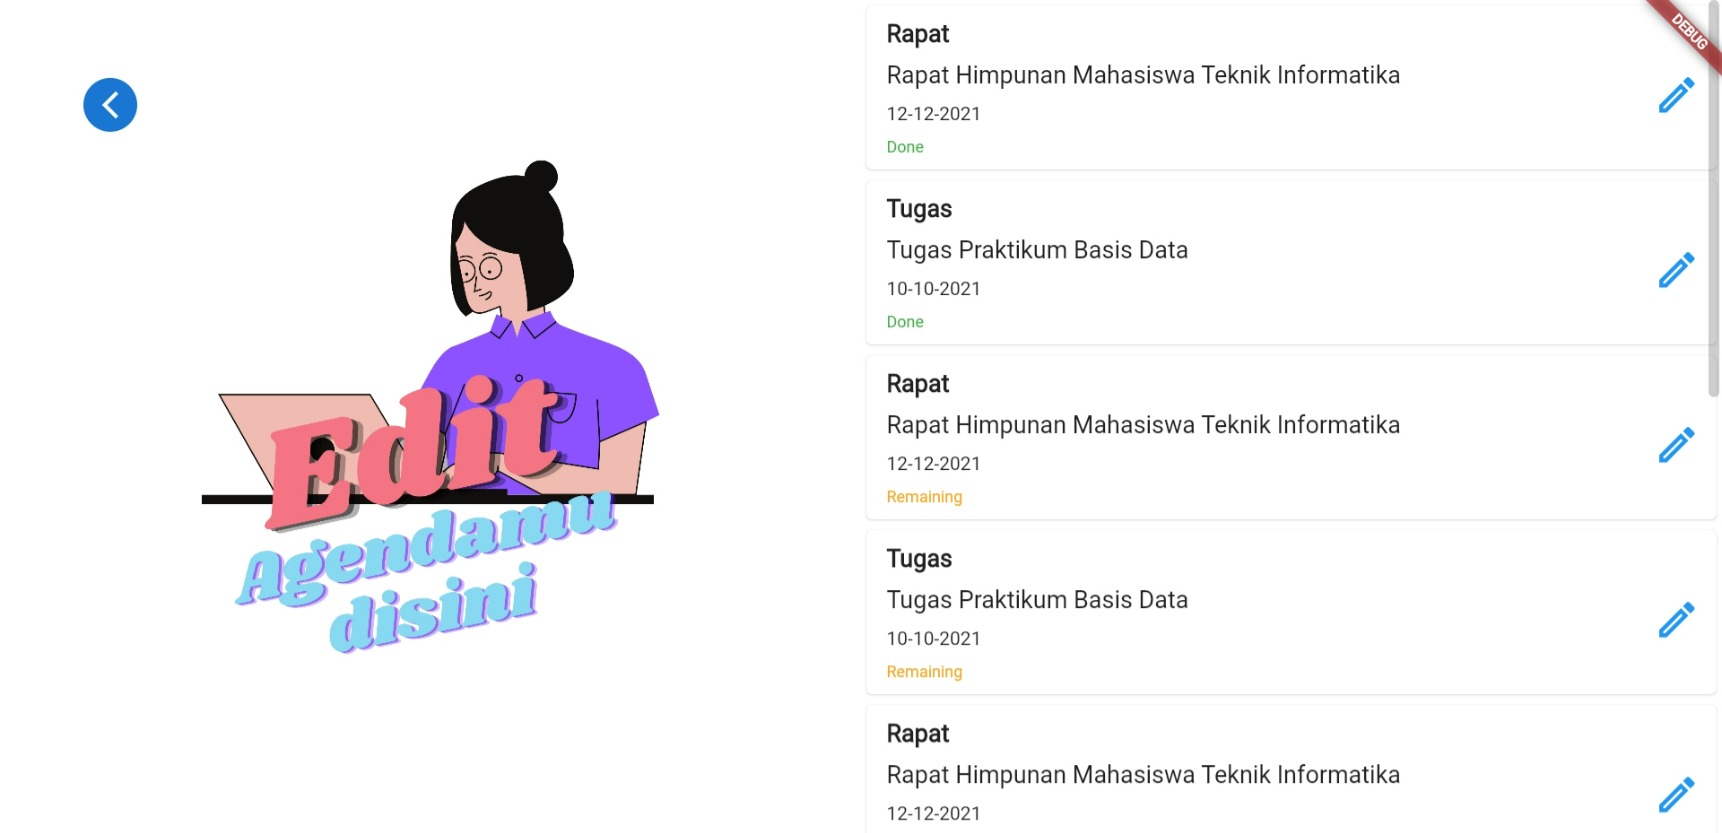 Edit
Agendamu
disini
Rapat
Rapat Himpunan Mahasiswa Teknik Informatika
12-12-2021
Done
Tugas
Tugas Praktikum Basis Data
10-10-2021
Done
Rapat
Rapat Himpunan Mahasiswa Teknik Informatika
12-12-2021
Remaining
Tugas
Tugas Praktikum Basis Data
10-10-2021
Remaining
Rapat
Rapat Himpunan Mahasiswa Teknik Informatika
12-12-2021
DEBUG